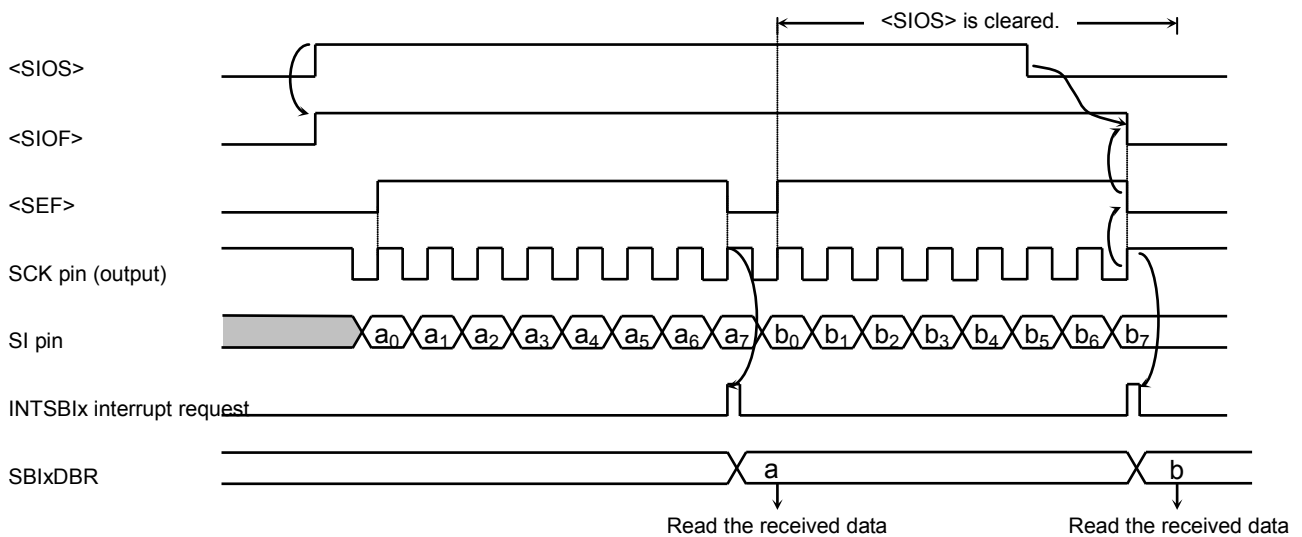 <SIOS> is cleared.
<SIOS>
<SIOF>
<SEF>
SCK pin (output)
SI pin
a₀ a₁ a₂ a₃ a₄ a₅ a₆ a₇ b₀ b₁ b₂ b₃ b₄ b₅ b₆ b₇
INTSBIx interrupt request
SBIxDBR
a b
Read the received data Read the received data